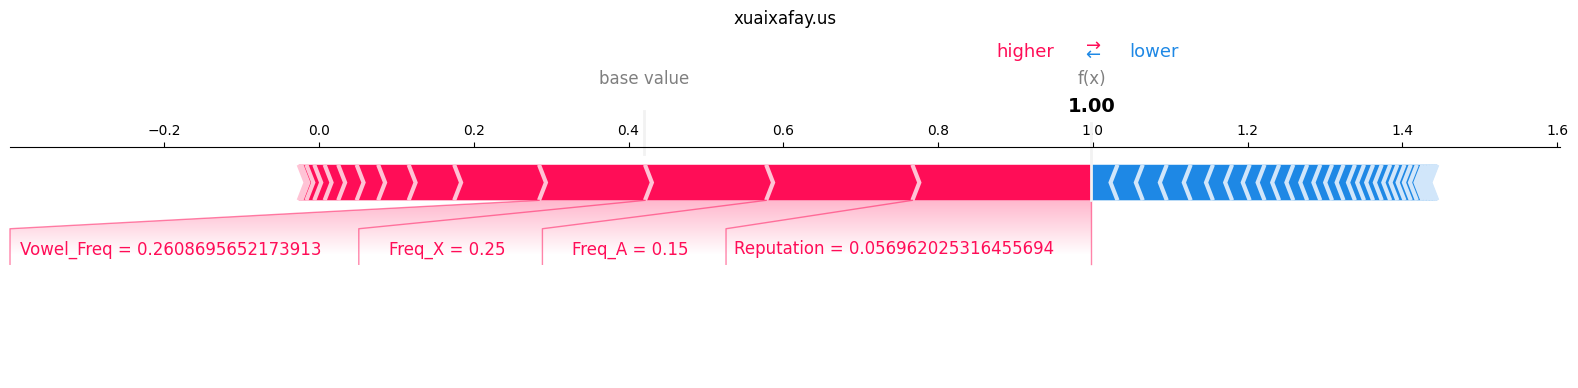 xuaixafay.us
higher ⇄ lower
base value f(x)
1.00
−0.2 0.0 0.2 0.4 0.6 0.8 1.0 1.2 1.4 1.6
Vowel_Freq = 0.2608695652173913 Freq_X = 0.25 Freq_A = 0.15 Reputation = 0.056962025316455694